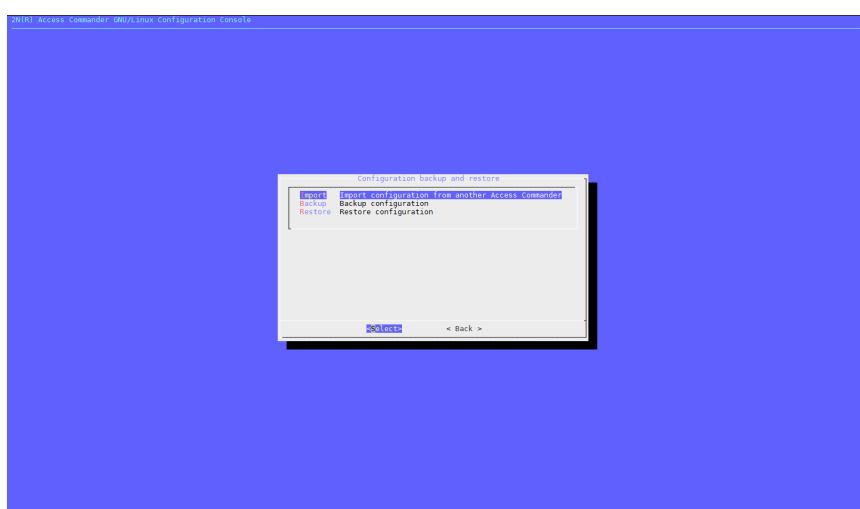 2N(R) Access Commander GNU/Linux Configuration Console
Configuration backup and restore
Import Import configuration from another Access Commander
Backup Backup configuration
Restore Restore configuration
<Select> < Back >